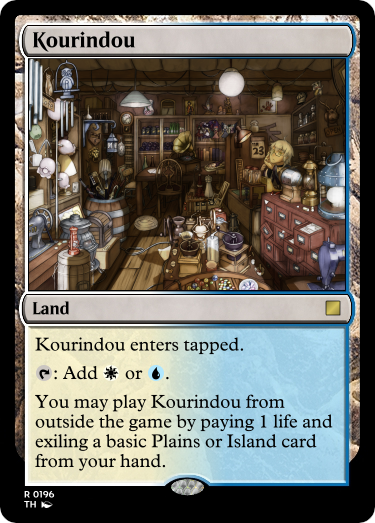 Kourindou
Land
Kourindou enters tapped.
: Add or .
You may play Kourindou from
outside the game by paying 1 life and
exiling a basic Plains or Island card
from your hand.
R 0196
TH